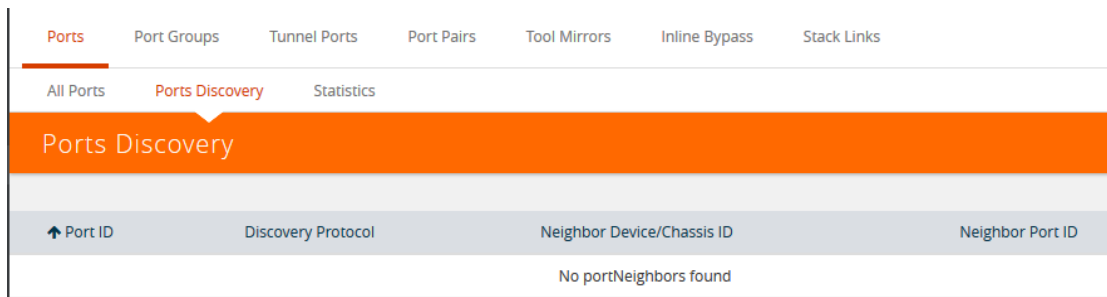 Ports Port Groups Tunnel Ports Port Pairs Tool Mirrors Inline Bypass Stack Links
All Ports Ports Discovery Statistics
Ports Discovery
Port ID Discovery Protocol Neighbor Device/Chassis ID Neighbor Port ID
No portNeighbors found